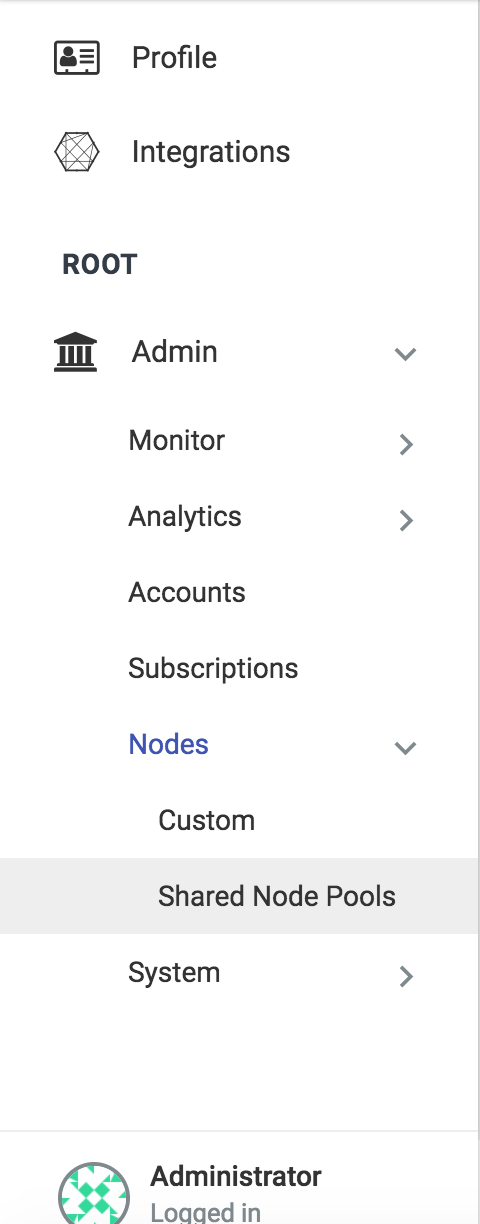 Profile
Integrations
ROOT
Admin
Monitor
Analytics
Accounts
Subscriptions
Nodes
Custom
Shared Node Pools
System
Administrator
Logged in